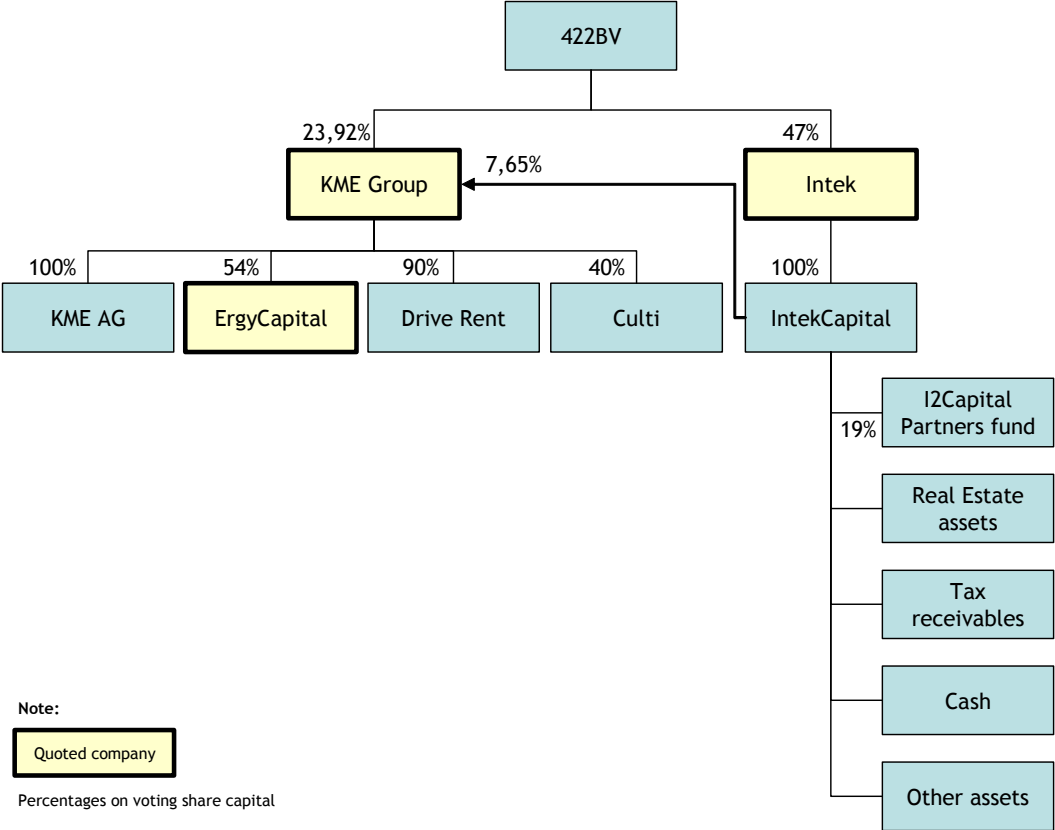 422BV
23,92%
47%
KME Group
7,65%
Intek
100%
54%
90%
40%
100%
KME AG
ErgyCapital
Drive Rent
Culti
IntekCapital
I2Capital
Partners fund
19%
Real Estate
assets
Tax
receivables
Cash
Note:
Quoted company
Other assets
Percentages on voting share capital